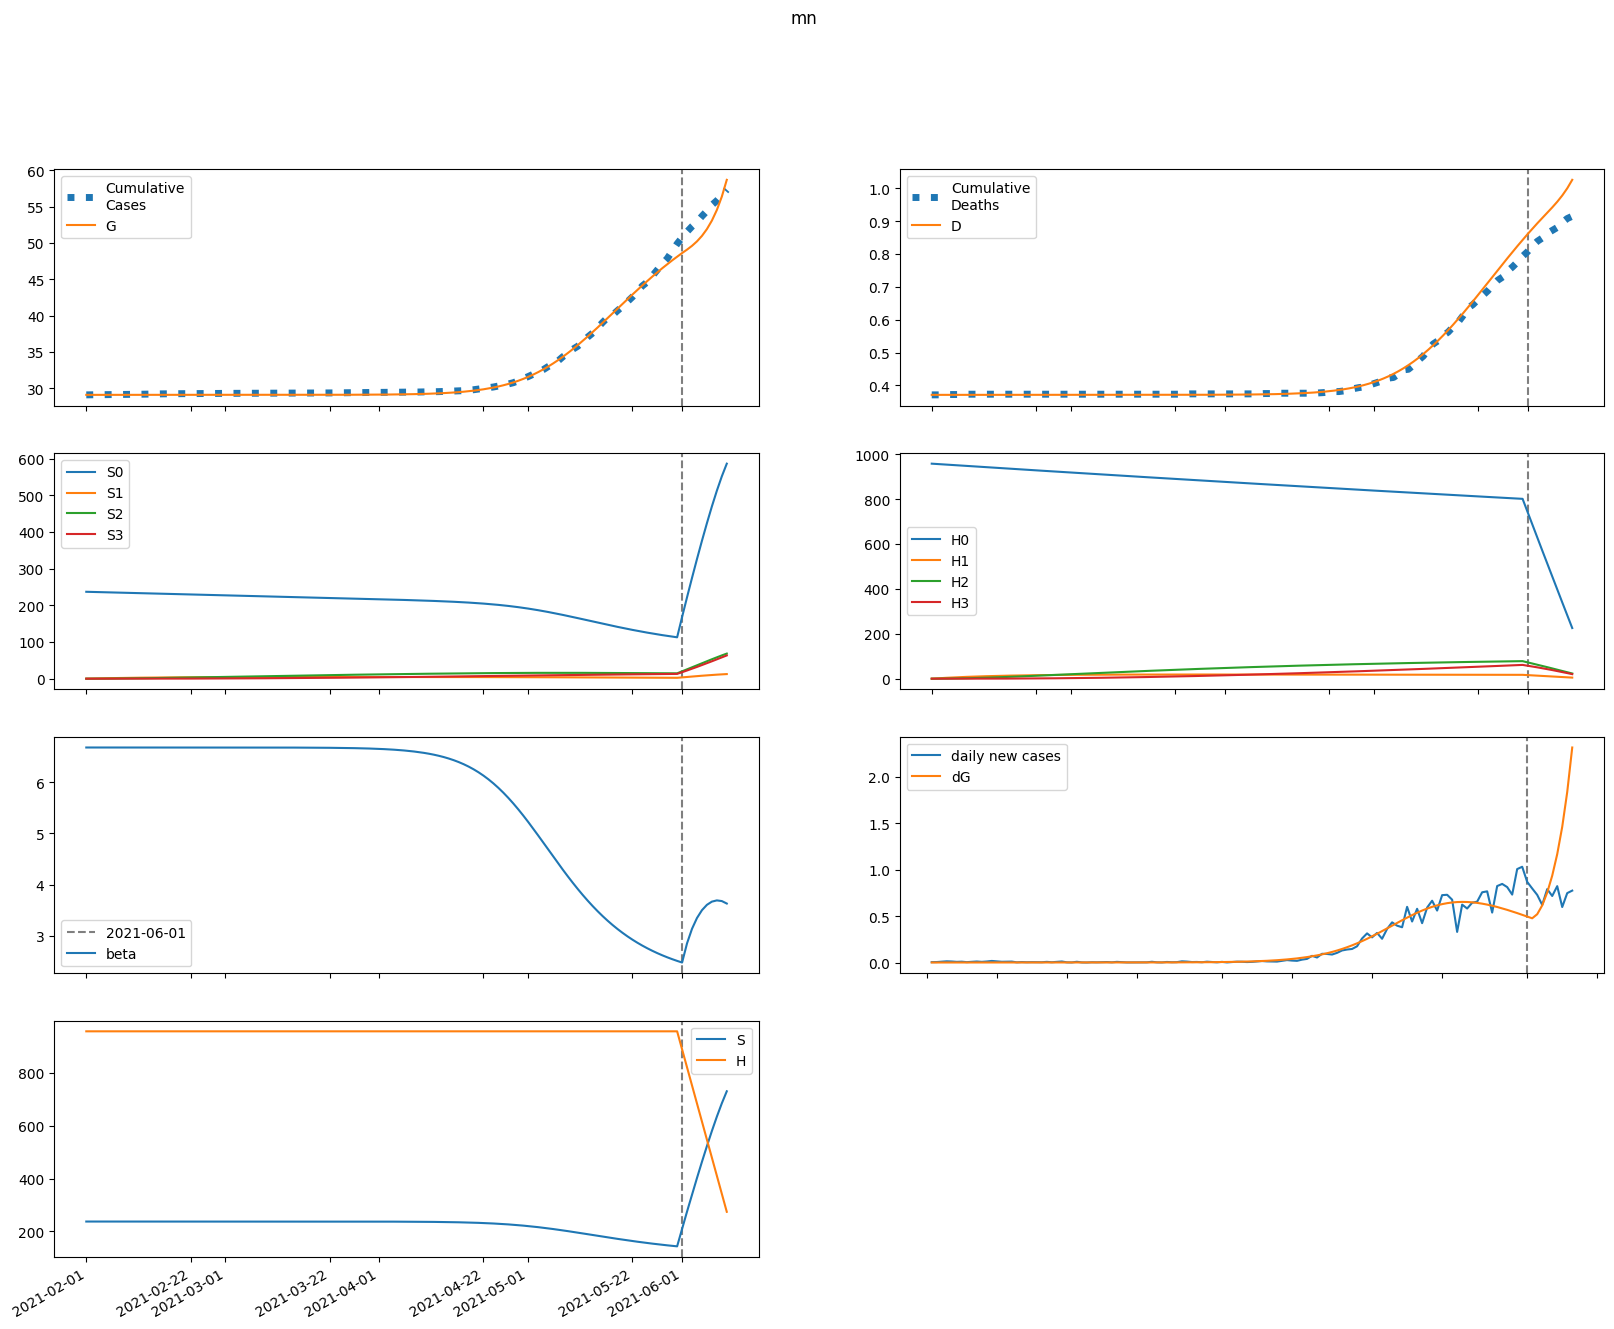 mn
60
55
50
45
40
35
30
Cumulative
Cases
G
1.0
0.9
0.8
0.7
0.6
0.5
0.4
Cumulative
Deaths
D
600
500
400
300
200
100
0
S0
S1
S2
S3
1000
800
600
400
200
0
H0
H1
H2
H3
6
5
4
3
2021-06-01
beta
2.0
1.5
1.0
0.5
0.0
daily new cases
dG
800
600
400
200
S
H
2021-02-01
2021-02-22
2021-03-01
2021-03-22
2021-04-01
2021-04-22
2021-05-01
2021-05-22
2021-06-01